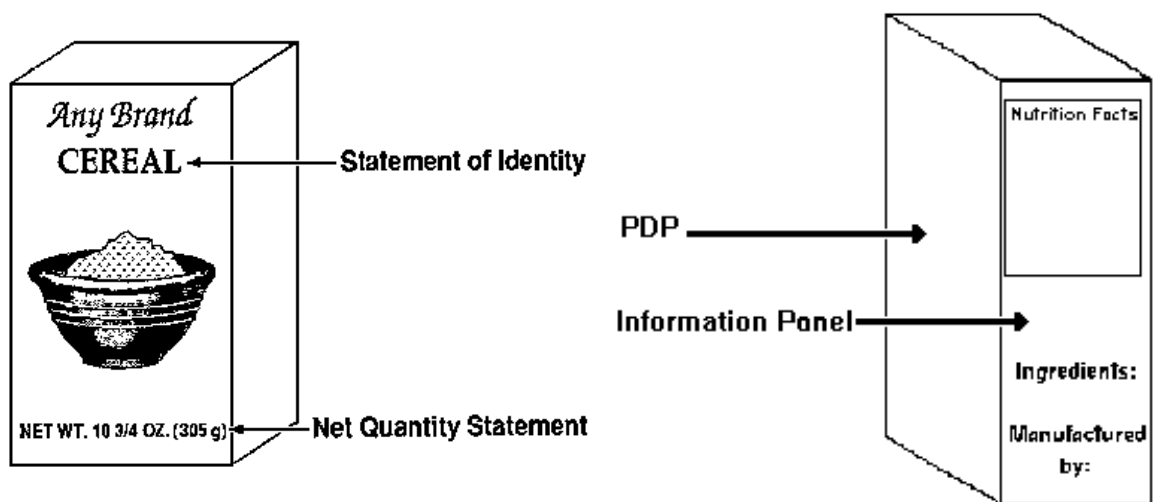 Any Brand
CEREAL
Statement of Identity
NET WT. 10 3/4 OZ. (305 g)
Net Quantity Statement
PDP
Information Panel
Nutrition Facts
Ingredients:
Manufactured
by: